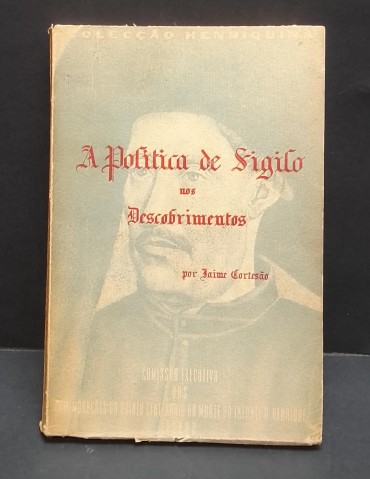 COLECÇÃO HENRIQUINA
A Política de Sigilo
nos
Descobrimentos
por Jaime Cortesão
COMISSÃO EXECUTIVA
DAS
COMEMORAÇÕES DO QUINTO CENTENÁRIO DA MORTE DO INFANTE D. HENRIQUE